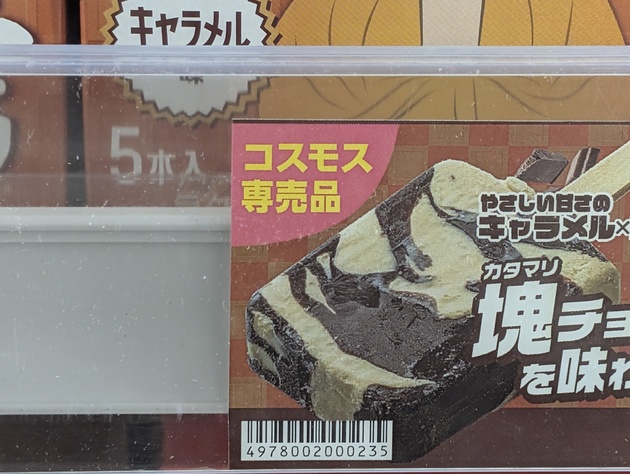 キャラメル
味
5本入
コスモス
専売品
やさしい甘さの
キャラメル×
カタマリ
塊チョ
を味わ
4978002000235